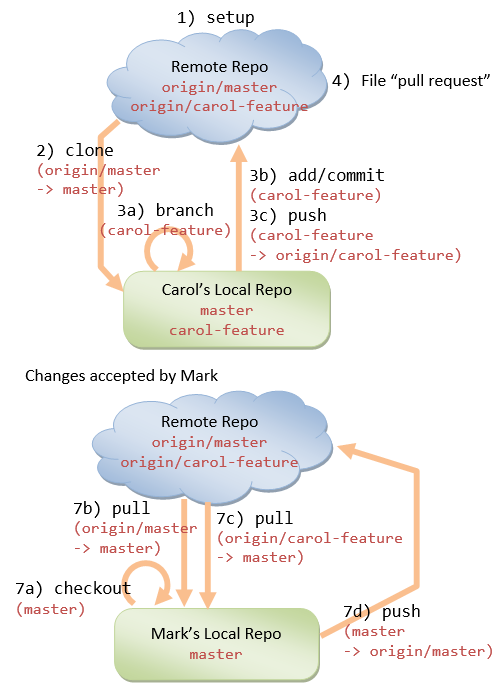 1) setup
Remote Repo
origin/master
origin/carol-feature
4) File “pull request”
2) clone
(origin/master
-> master)
3b) add/commit
(carol-feature)
3a) branch
(carol-feature)
3c) push
(carol-feature
-> origin/carol-feature)
Carol’s Local Repo
master
carol-feature
Changes accepted by Mark
Remote Repo
origin/master
origin/carol-feature
7b) pull
(origin/master
-> master)
7c) pull
(origin/carol-feature
-> master)
7a) checkout
(master)
7d) push
(master
-> origin/master)
Mark’s Local Repo
master